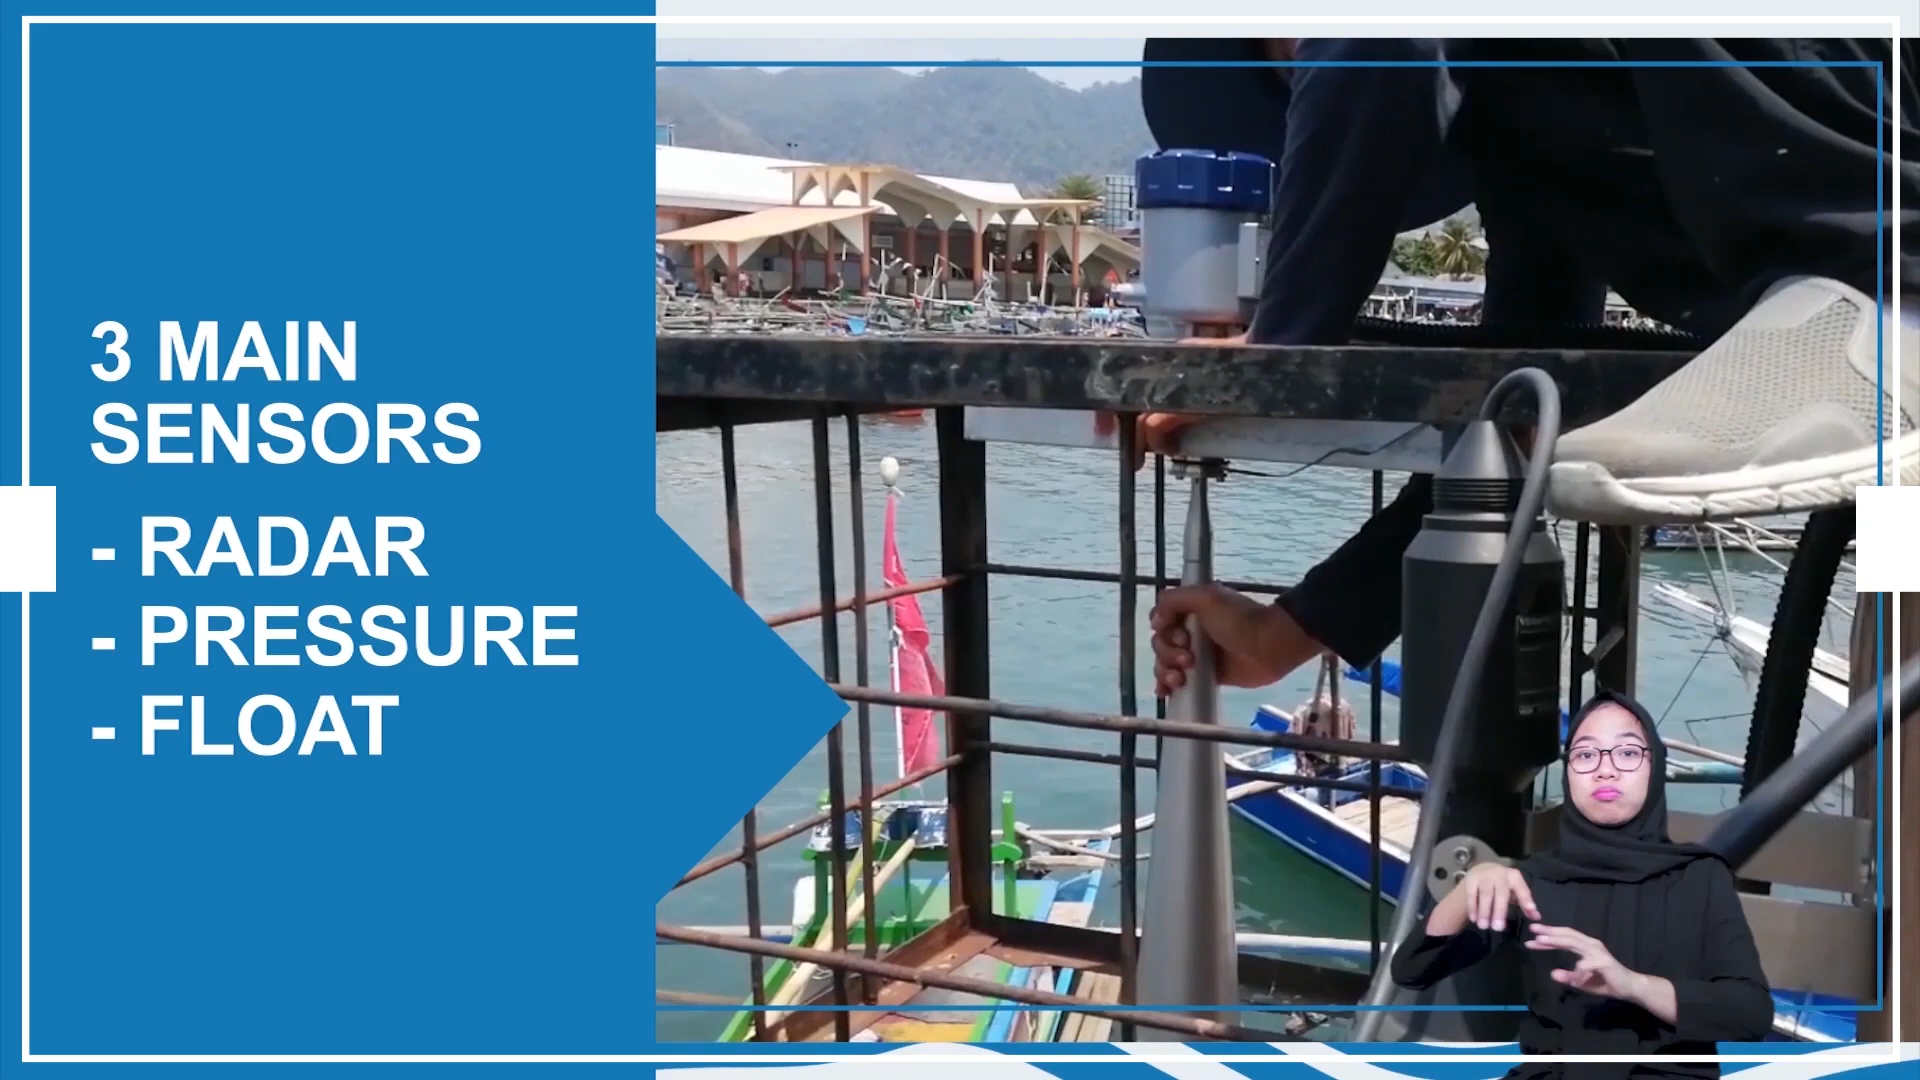 3 MAIN
SENSORS
- RADAR
- PRESSURE
- FLOAT